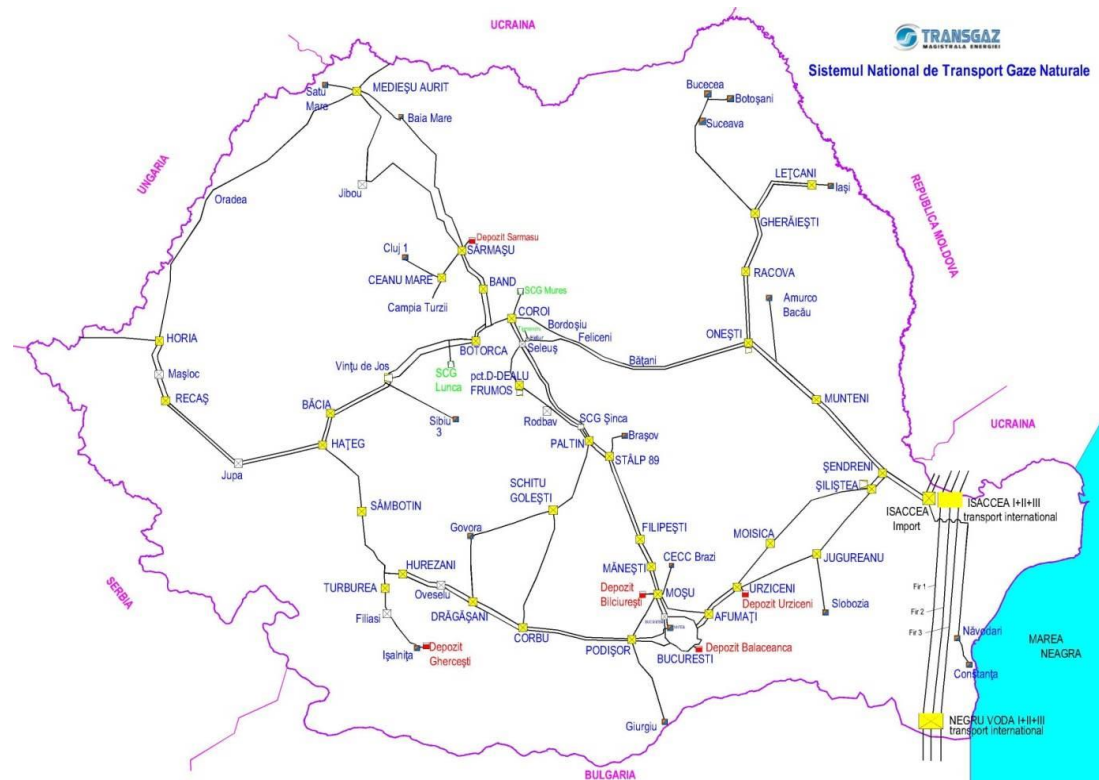 UCRAINA
TRANSGAZ
MAGISTRALA ENERGIEI
Sistemul National de Transport Gaze Naturale
Satu
Mare
MEDIEŞU AURIT
Baia Mare
Bucecea
Botoşani
Suceava
UNGARIA
Oradea
Jibou
LEŢCANI
Iaşi
GHERĂIEŞTI
REPUBLICA MOLDOVA
Cluj 1
Depozit Sarmasu
SĂRMAŞU
CEANU MARE
Campia Turzii
BAND
SCG Mures
RACOVA
Amurco
Bacău
COROI
Bordoşiu
Feliceni
Băţani
ONEŞTI
HORIA
Maşloc
RECAŞ
BOTORCA
Seleuş
Vinţu de Jos
SCG
Lunca
pct.D-DEALU
FRUMOS
MUNTENI
BĂCIA
Sibiu
3
Rodbav
SCG Şinca
HAŢEG
PALTIN
Braşov
UCRAINA
Jupa
STÂLP 89
ŞENDRENI
ŞILIŞTEA
SCHITU
GOLEŞTI
ISACCEA
Import
ISACCEA I+II+III
transport international
SÂMBOTIN
Govora
FILIPEŞTI
MOISICA
JUGUREANU
SERBIA
HUREZANI
MĂNEŞTI
CECC Brazi
Fir 1
TURBUREA
Oveselu
Depozit
Bilciureşti
MOŞU
URZICENI
Depozit Urziceni
Slobozia
Fir 2
Filiasi
DRĂGĂŞANI
AFUMAŢI
Fir 3
CORBU
Năvodari
MAREA
NEAGRA
Işalniţa
Depozit
Gherceşti
PODIŞOR
BUCURESTI
Depozit Balaceanca
Constanţa
Giurgiu
NEGRU VODA I+II+III
transport international
BULGARIA